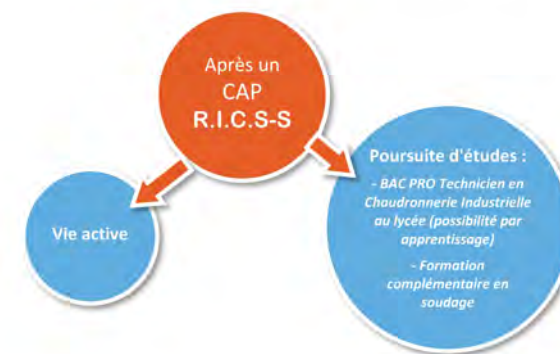 Après un
CAP
R.I.C.S-S
Vie active
Poursuite d'études :
- BAC PRO Technicien en
Chaudronnerie Industrielle
au lycée (possibilité par
apprentissage)
- Formation
complémentaire en
soudage